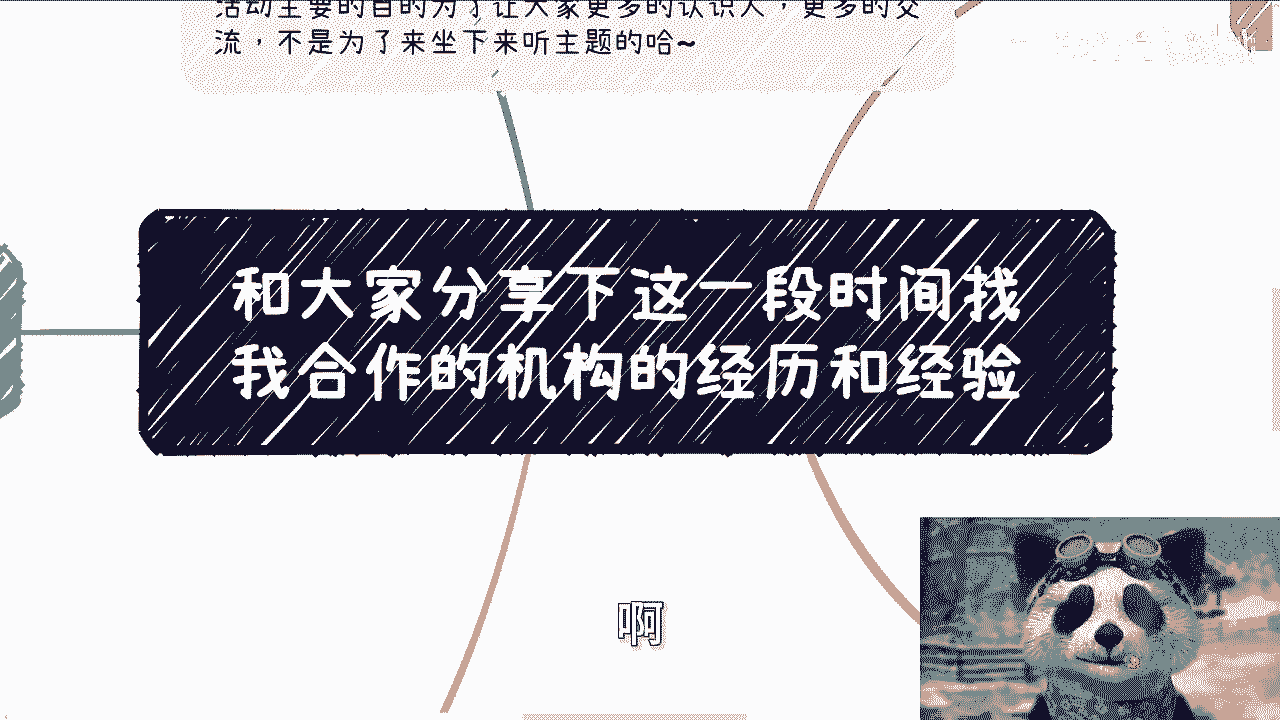 活动主要的目的为了让大家更多的认识人，更多的交
流，不是为了来坐下来听主题的哈~
和大家分享下这一段时间找
我合作的机构的经历和经验
啊